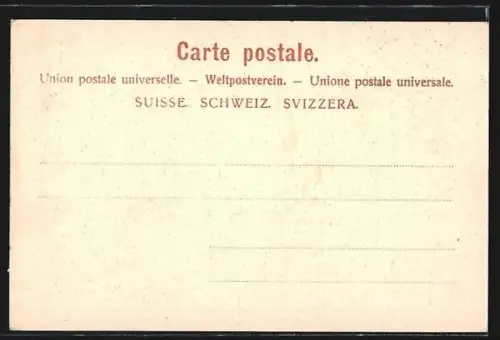 Carte postale.
Union postale universelle. — Weltpostverein. — Unione postale universale.
SUISSE. SCHWEIZ. SVIZZERA.